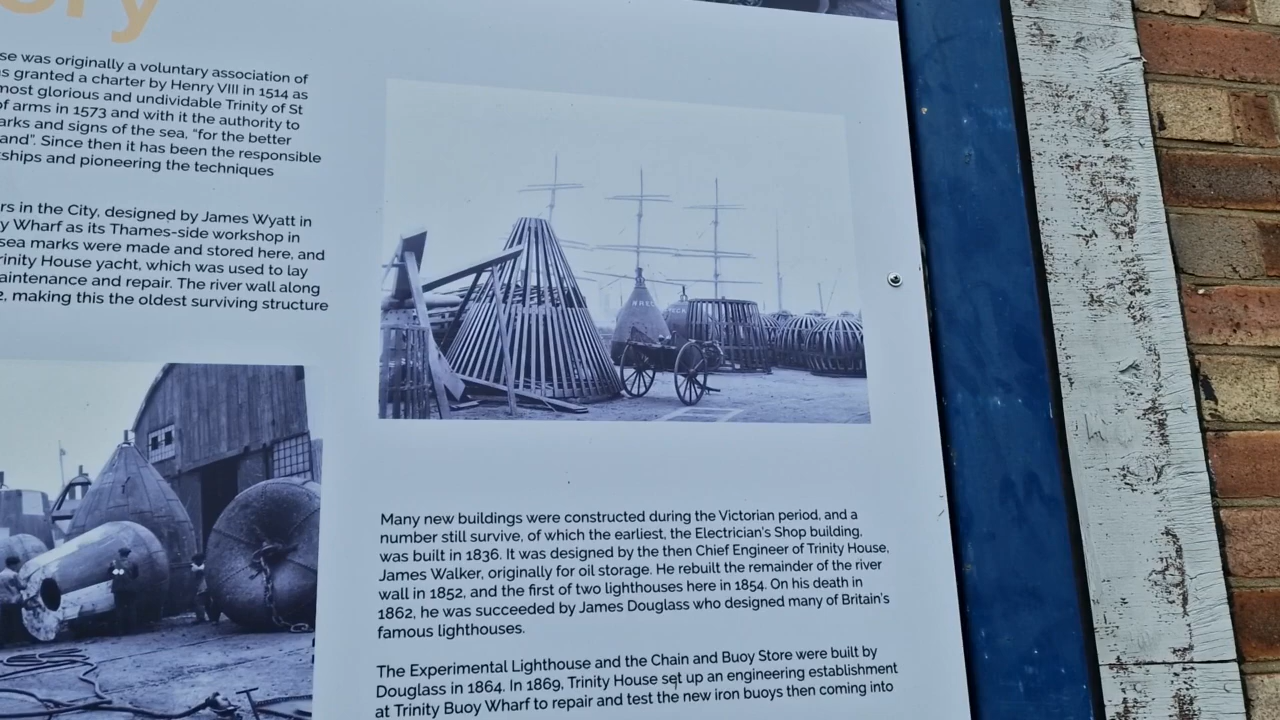 ory
se was originally a voluntary association of
s granted a charter by Henry VIII in 1514 as
most glorious and undividable Trinity of St
of arms in 1573 and with it the authority to
arks and signs of the sea, "for the better
and". Since then it has been the responsible
ships and pioneering the techniques
rs in the City, designed by James Wyatt in
y Wharf as its Thames-side workshop in
sea marks were made and stored here, and
rinity House yacht, which was used to lay
aintenance and repair. The river wall along
2, making this the oldest surviving structure
WREC
Many new buildings were constructed during the Victorian period, and a
number still survive, of which the earliest, the Electrician's Shop building,
was built in 1836. It was designed by the then Chief Engineer of Trinity House,
James Walker, originally for oil storage. He rebuilt the remainder of the river
wall in 1852, and the first of two lighthouses here in 1854. On his death in
1862, he was succeeded by James Douglass who designed many of Britain's
famous lighthouses.
The Experimental Lighthouse and the Chain and Buoy Store were built by
Douglass in 1864. In 1869, Trinity House set up an engineering establishment
at Trinity Buoy Wharf to repair and test the new iron buoys then coming into